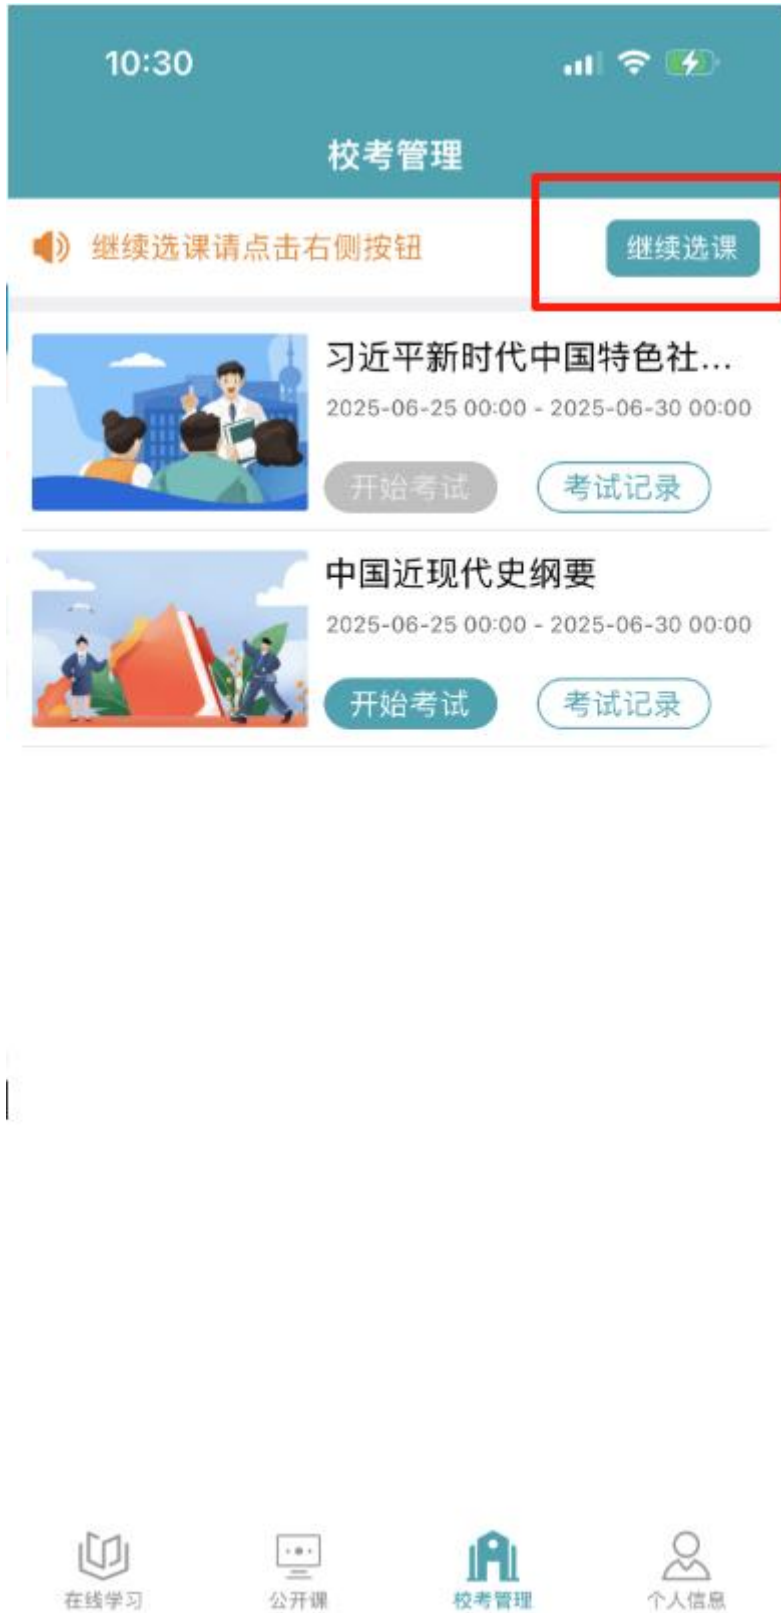 10:30
校考管理
继续选课请点击右侧按钮
继续选课
习近平新时代中国特色社...
2025-06-25 00:00 - 2025-06-30 00:00
开始考试
考试记录
中国近现代史纲要
2025-06-25 00:00 - 2025-06-30 00:00
开始考试
考试记录
在线学习
公开课
校考管理
个人信息